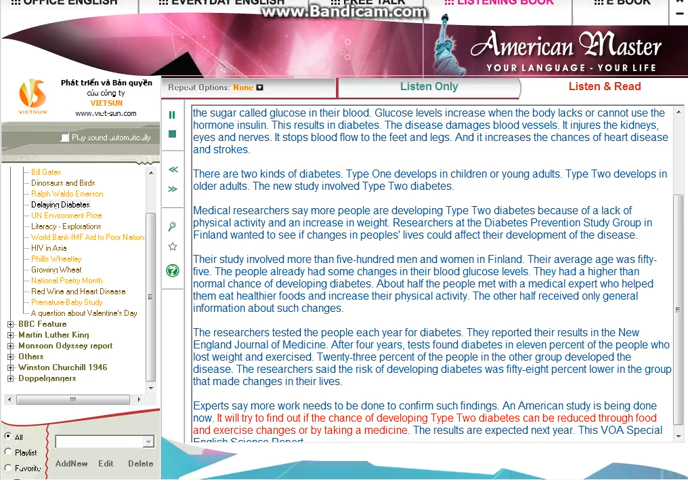 OFFICE ENGLISH
EVERYDAY ENGLISH
FREE TALK
LISTENING BOOK
E BOOK
www.Bandicam.com
American Master
YOUR LANGUAGE - YOUR LIFE
Phát triển và Bản quyền
của công ty
VIETSUN
www.viet-sun.com
VIETSUN
Repeat Options: None
Listen Only
Listen & Read
Play sound automatically
Bill Gates
Dinosaurs and Birds
Ralph Waldo Emerson
Delaying Diabetes
UN Environment Prize
Literacy - Explorations
World Bank-IMF Aid to Poor Nation
HIV in Asia
Phillis Wheatley
Growing Wheat
National Poetry Month
Red Wine and Heart Disease
Premature-Baby Study
A question about Valentine's Day
BBC Feature
Martin Luther King
Monsoon Odyssey report
Others
Winston Churchill 1946
Doppelgangers
All
Playlist
Favorite
AddNew
Edit
Delete
the sugar called glucose in their blood. Glucose levels increase when the body lacks or cannot use the
hormone insulin. This results in diabetes. The disease damages blood vessels. It injures the kidneys,
eyes and nerves. It stops blood flow to the feet and legs. And it increases the chances of heart disease
and strokes.
There are two kinds of diabetes. Type One develops in children or young adults. Type Two develops in
older adults. The new study involved Type Two diabetes.
Medical researchers say more people are developing Type Two diabetes because of a lack of
physical activity and an increase in weight. Researchers at the Diabetes Prevention Study Group in
Finland wanted to see if changes in peoples' lives could affect their development of the disease.
Their study involved more than five-hundred men and women in Finland. Their average age was fifty-
five. The people already had some changes in their blood glucose levels. They had a higher than
normal chance of developing diabetes. About half the people met with a medical expert who helped
them eat healthier foods and increase their physical activity. The other half received only general
information about such changes.
The researchers tested the people each year for diabetes. They reported their results in the New
England Journal of Medicine. After four years, tests found diabetes in eleven percent of the people who
lost weight and exercised. Twenty-three percent of the people in the other group developed the
disease. The researchers said the risk of developing diabetes was fifty-eight percent lower in the group
that made changes in their lives.
Experts say more work needs to be done to confirm such findings. An American study is being done
now. It will try to find out if the chance of developing Type Two diabetes can be reduced through food
and exercise changes or by taking a medicine. The results are expected next year. This VOA Special
English Science Report